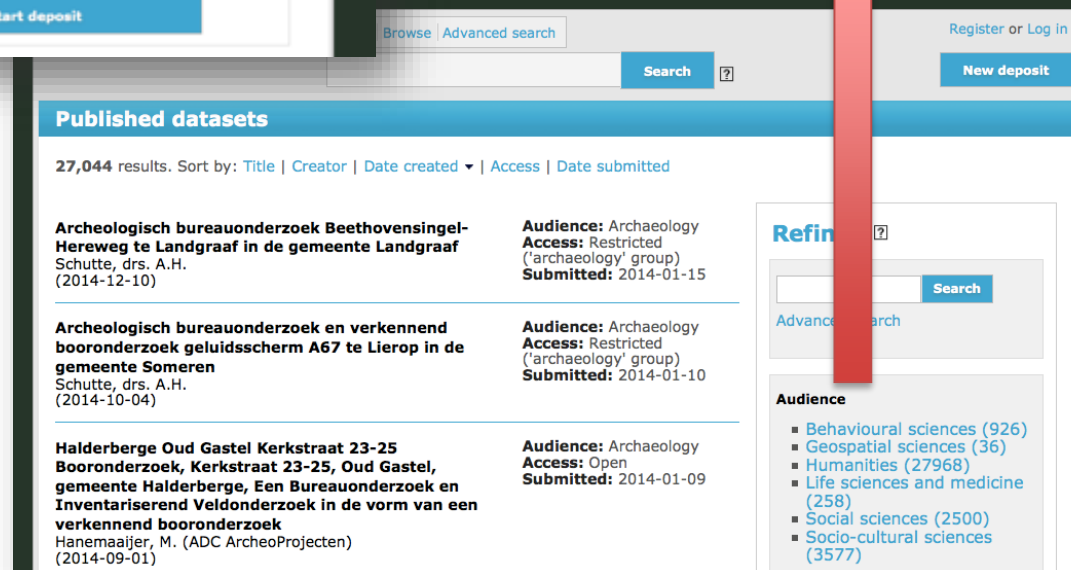 tart deposit
Browse | Advanced search
Register or Log in
Search ?
New deposit
Published datasets
27,044 results. Sort by: Title | Creator | Date created ▾ | Access | Date submitted
Archeologisch bureauonderzoek Beethovensingel-
Hereweg te Landgraaf in de gemeente Landgraaf
Schutte, drs. A.H.
(2014-12-10)
Audience: Archaeology
Access: Restricted
('archaeology' group)
Submitted: 2014-01-15
Archeologisch bureauonderzoek en verkennend
booronderzoek geluidsscherm A67 te Lierop in de
gemeente Someren
Schutte, drs. A.H.
(2014-10-04)
Audience: Archaeology
Access: Restricted
('archaeology' group)
Submitted: 2014-01-10
Halderberge Oud Gastel Kerkstraat 23-25
Booronderzoek, Kerkstraat 23-25, Oud Gastel,
gemeente Halderberge, Een Bureauonderzoek en
Inventariserend Veldonderzoek in de vorm van een
verkennend booronderzoek
Hanemaaijer, M. (ADC ArcheoProjecten)
(2014-09-01)
Audience: Archaeology
Access: Open
Submitted: 2014-01-09
Refin ?
Search
Advance arch
Audience
Behavioural sciences (926)
Geospatial sciences (36)
Humanities (27968)
Life sciences and medicine
(258)
Social sciences (2500)
Socio-cultural sciences
(3577)